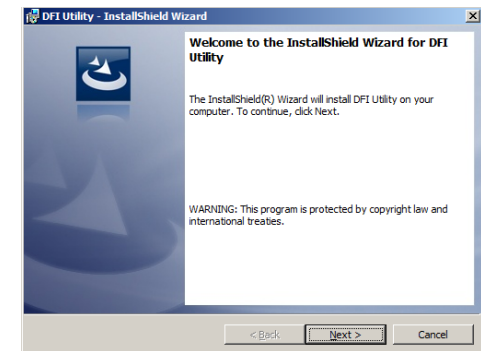 DFI Utility - InstallShield Wizard
Welcome to the InstallShield Wizard for DFI
Utility
The InstallShield(R) Wizard will install DFI Utility on your
computer. To continue, click Next.
WARNING: This program is protected by copyright law and
international treaties.
< Back Next > Cancel